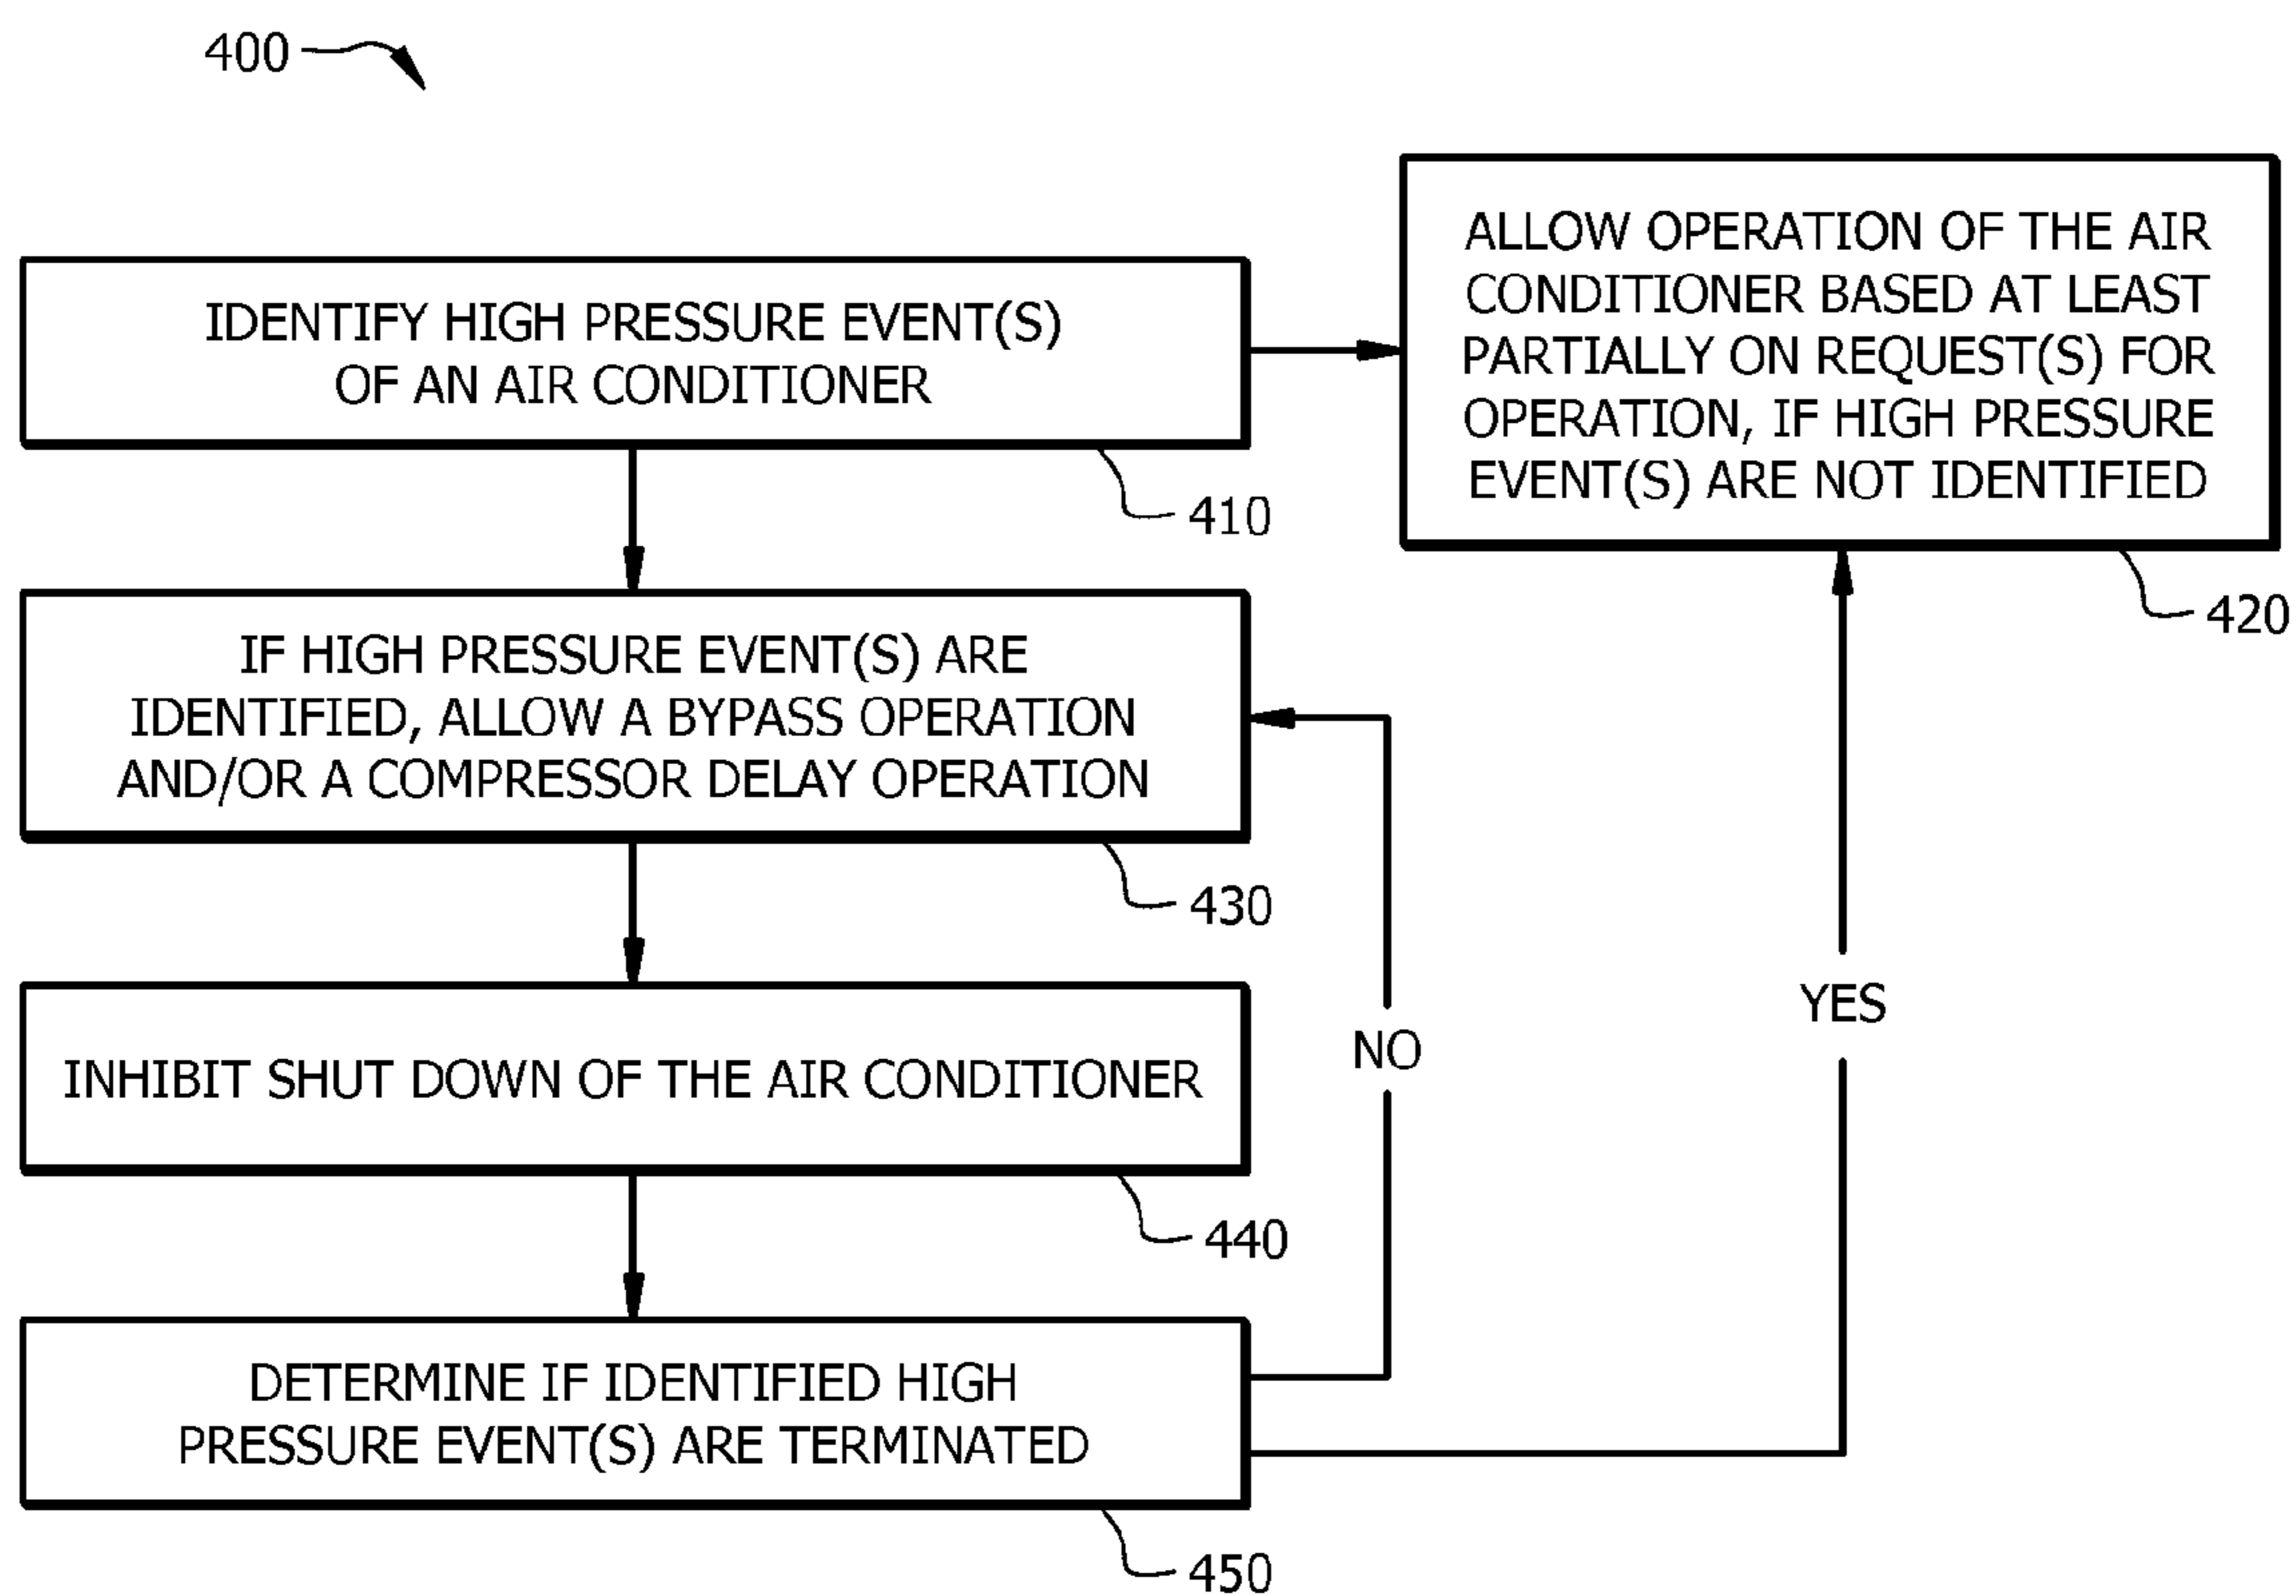 400
IDENTIFY HIGH PRESSURE EVENT(S)
OF AN AIR CONDITIONER
410
ALLOW OPERATION OF THE AIR
CONDITIONER BASED AT LEAST
PARTIALLY ON REQUEST(S) FOR
OPERATION, IF HIGH PRESSURE
EVENT(S) ARE NOT IDENTIFIED
420
IF HIGH PRESSURE EVENT(S) ARE
IDENTIFIED, ALLOW A BYPASS OPERATION
AND/OR A COMPRESSOR DELAY OPERATION
430
INHIBIT SHUT DOWN OF THE AIR CONDITIONER
440
NO
YES
DETERMINE IF IDENTIFIED HIGH
PRESSURE EVENT(S) ARE TERMINATED
450